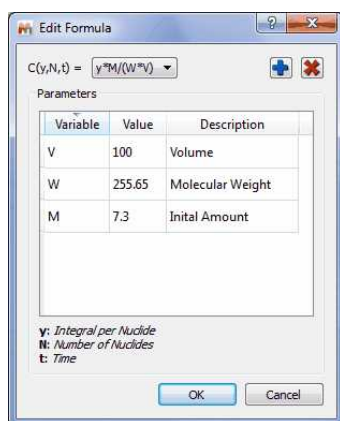 Edit Formula
C(y,N,t) = y*M/(W*V)
Parameters
Variable Value Description
V 100 Volume
W 255.65 Molecular Weight
M 7.3 Inital Amount
y: Integral per Nuclide
N: Number of Nuclides
t: Time
OK Cancel